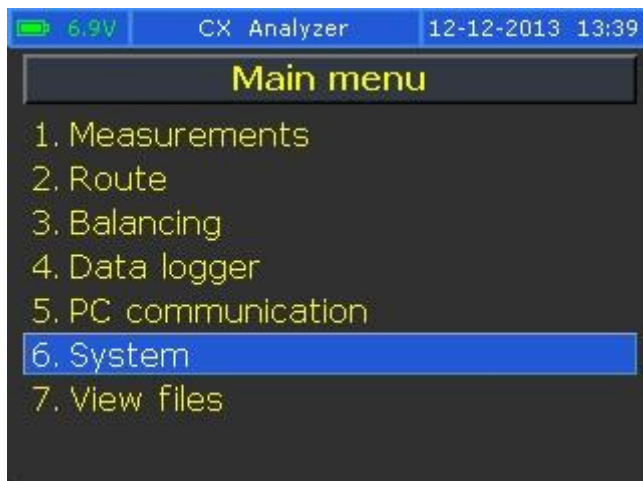 6.9V CX Analyzer 12-12-2013 13:39
Main menu
1. Measurements
2. Route
3. Balancing
4. Data logger
5. PC communication
6. System
7. View files